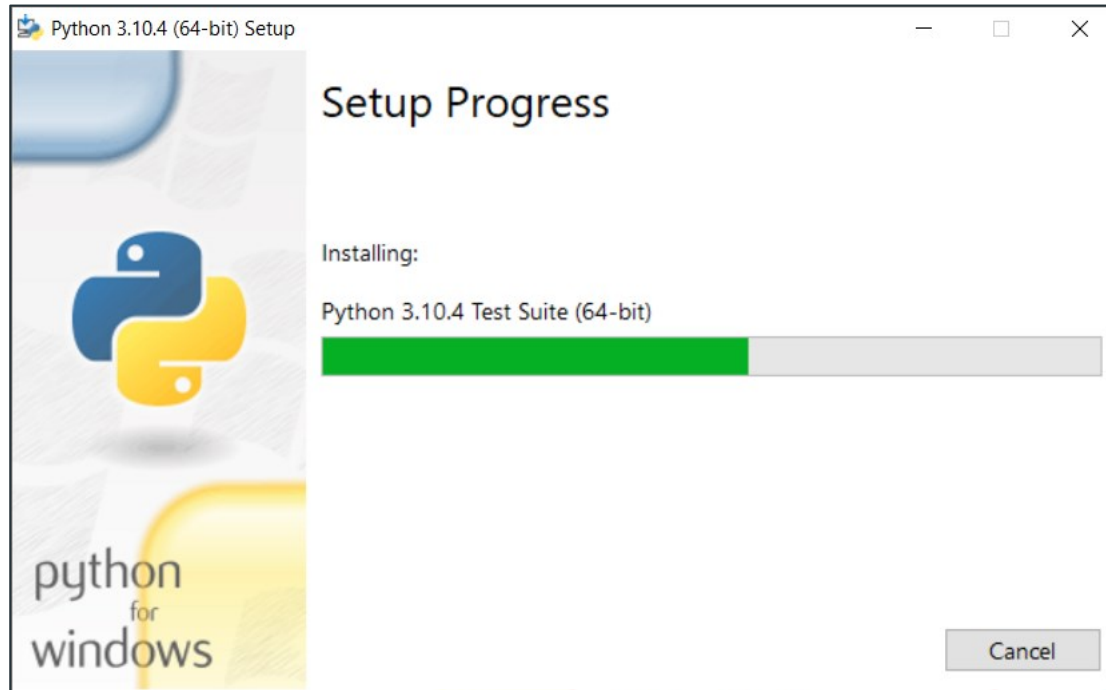 Python 3.10.4 (64-bit) Setup
Setup Progress
Installing:
Python 3.10.4 Test Suite (64-bit)
python
for
windows
Cancel